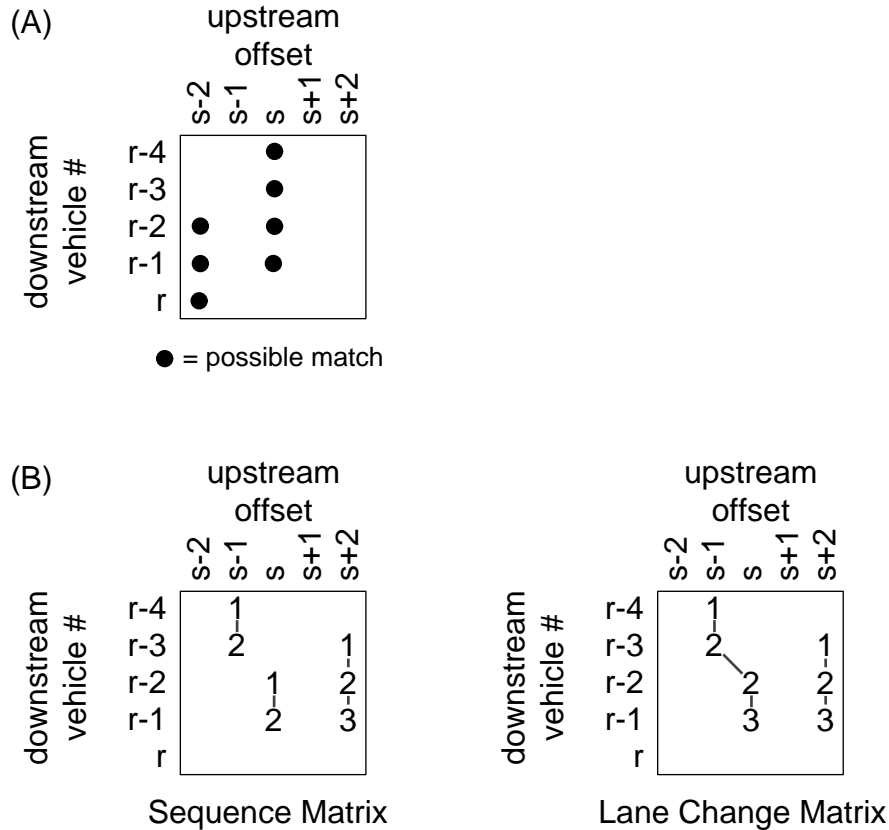 (A)
upstream
offset
s-2 s-1 s s+1 s+2
downstream
vehicle #
r-4
r-3
r-2
r-1
r
= possible match
(B)
upstream
offset
s-2 s-1 s s+1 s+2
downstream
vehicle #
r-4 1
r-3 2 1
r-2 1 2
r-1 2 3
r
Sequence Matrix
upstream
offset
s-2 s-1 s s+1 s+2
downstream
vehicle #
r-4 1
r-3 2 1
r-2 2 2
r-1 3 3
r
Lane Change Matrix